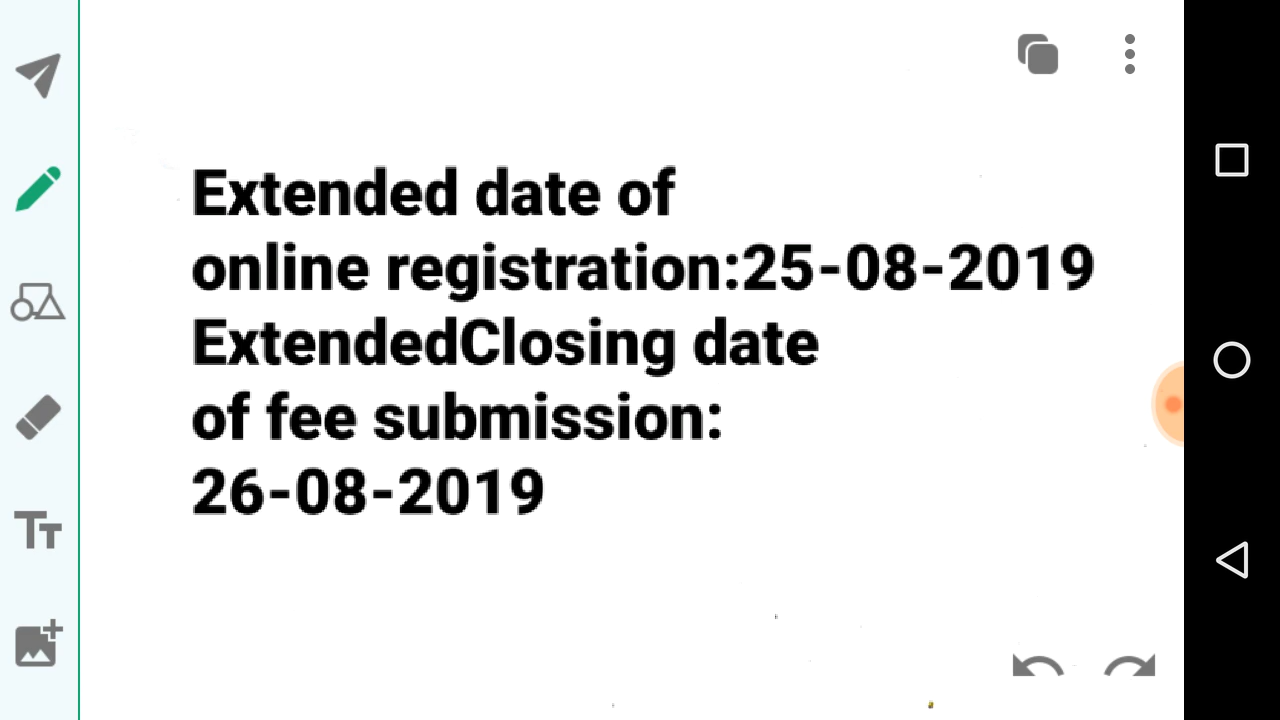 Extended date of
online registration:25-08-2019
ExtendedClosing date
of fee submission:
26-08-2019